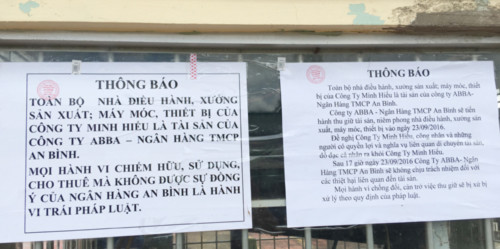 THÔNG BÁO
TOÀN BỘ NHÀ ĐIỀU HÀNH, XƯỞNG
SẢN XUẤT; MÁY MÓC, THIẾT BỊ CỦA
CÔNG TY MINH HIẾU LÀ TÀI SẢN CỦA
CÔNG TY ABBA – NGÂN HÀNG TMCP
AN BÌNH.
MỌI HÀNH VI CHIẾM HỮU, SỬ DỤNG,
CHO THUÊ MÀ KHÔNG ĐƯỢC SỰ ĐỒNG
Ý CỦA NGÂN HÀNG AN BÌNH LÀ HÀNH
VI TRÁI PHÁP LUẬT.
THÔNG BÁO
Toàn bộ nhà điều hành, xưởng sản xuất, máy móc, thiết
bị của Công Ty Minh Hiếu là tài sản của công ty ABBA-
Ngân Hàng TMCP An Bình.
Công ty ABBA - Ngân Hàng TMCP An Bình sẽ tiến
hành thu giữ tài sản, niêm phong nhà điều hành, xưởng sản
xuất, máy móc, thiết bị vào ngày 23/09/2016.
Đề nghị Công Ty Minh Hiếu, công nhân và những
người có quyền lợi và nghĩa vụ liên quan di chuyển tài sản,
đồ đạc cá nhân ra khỏi Công Ty Minh Hiếu.
Sau 17 giờ ngày 23/09/2016 Công Ty ABBA- Ngân
Hàng TMCP An Bình sẽ không chịu trách nhiệm đối với
các thiệt hại liên quan đến tài sản.
Mọi hành vi chống đối, cản trở việc thu giữ sẽ bị xử
lý theo quy định của pháp luật.